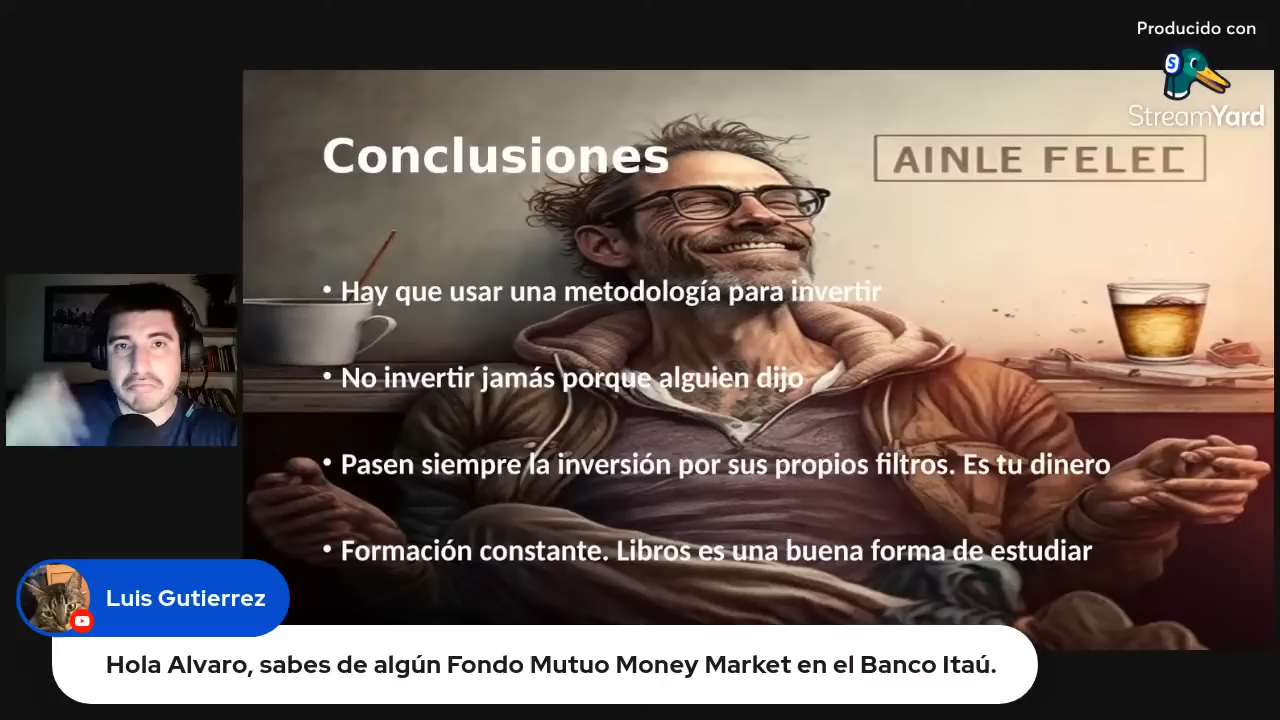 Producido con
StreamYard
Conclusiones
AINLE FELEC
• Hay que usar una metodología para invertir
• No invertir jamás porque alguien dijo
• Pasen siempre la inversión por sus propios filtros. Es tu dinero
• Formación constante. Libros es una buena forma de estudiar
Luis Gutierrez
Hola Alvaro, sabes de algún Fondo Mutuo Money Market en el Banco Itaú.